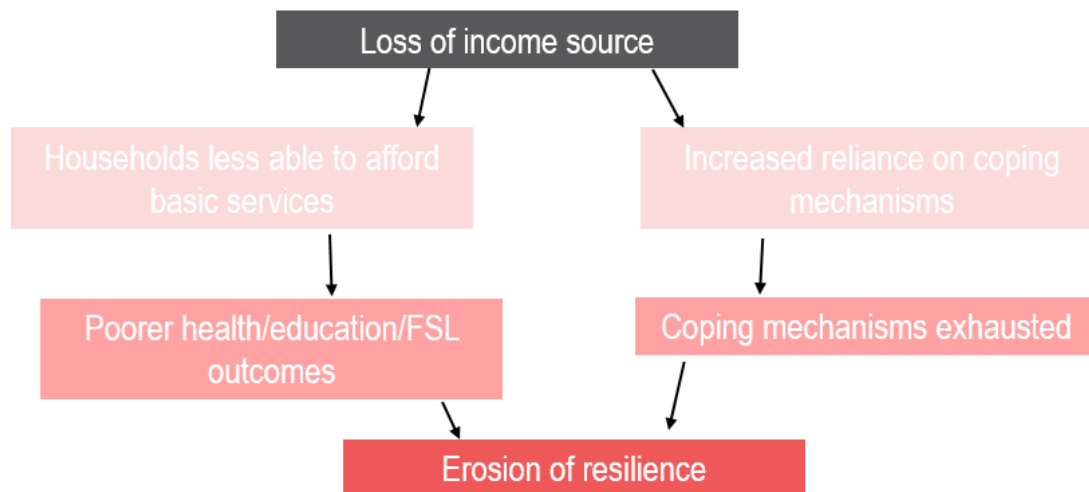 Loss of income source
Households less able to afford
basic services
Increased reliance on coping
mechanisms
Poorer health/education/FSL
outcomes
Coping mechanisms exhausted
Erosion of resilience